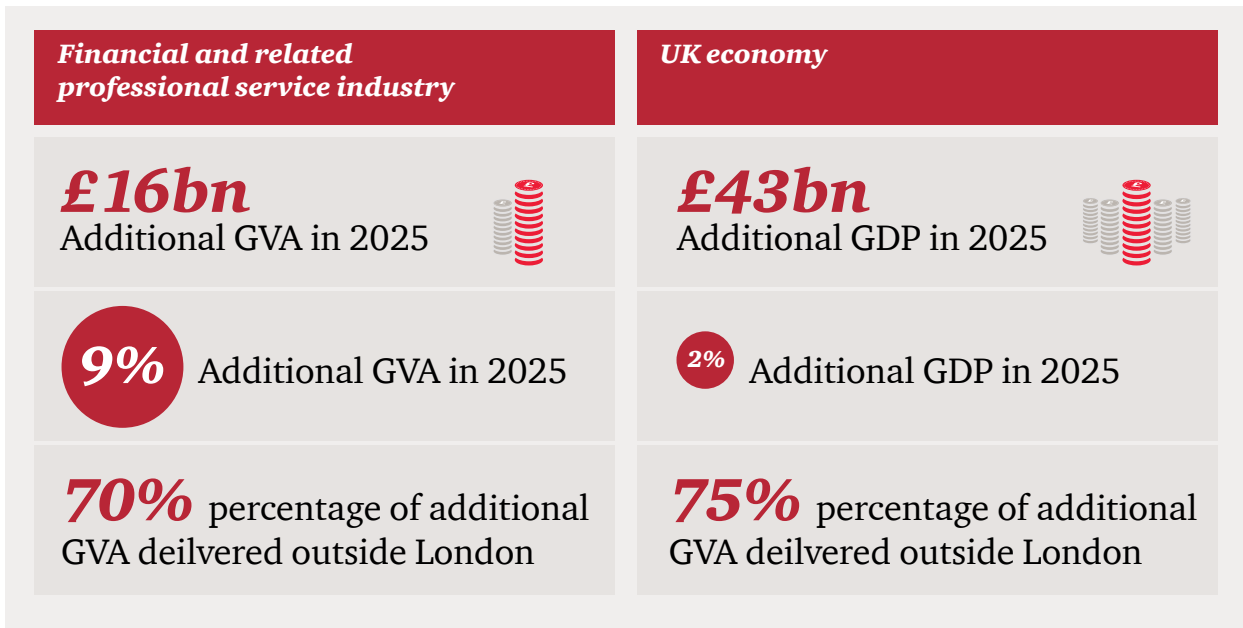 Financial and related
professional service industry
£16bn
Additional GVA in 2025
9% Additional GVA in 2025
70% percentage of additional
GVA deilvered outside London
UK economy
£43bn
Additional GDP in 2025
2% Additional GDP in 2025
75% percentage of additional
GVA deilvered outside London